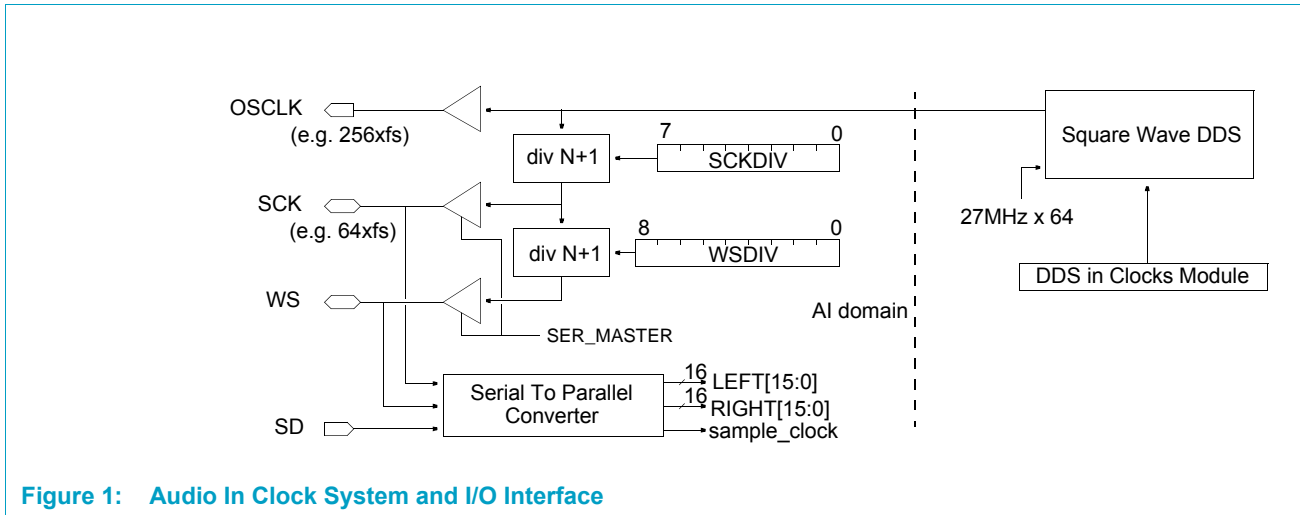 OSCLK
(e.g. 256xfs)
7 0
div N+1
SCKDIV
Square Wave DDS
SCK
(e.g. 64xfs)
27MHz x 64
8 0
div N+1
WSDIV
DDS in Clocks Module
WS
AI domain
SER_MASTER
Serial To Parallel
Converter
16
LEFT[15:0]
16
RIGHT[15:0]
sample_clock
SD
Figure 1: Audio In Clock System and I/O Interface